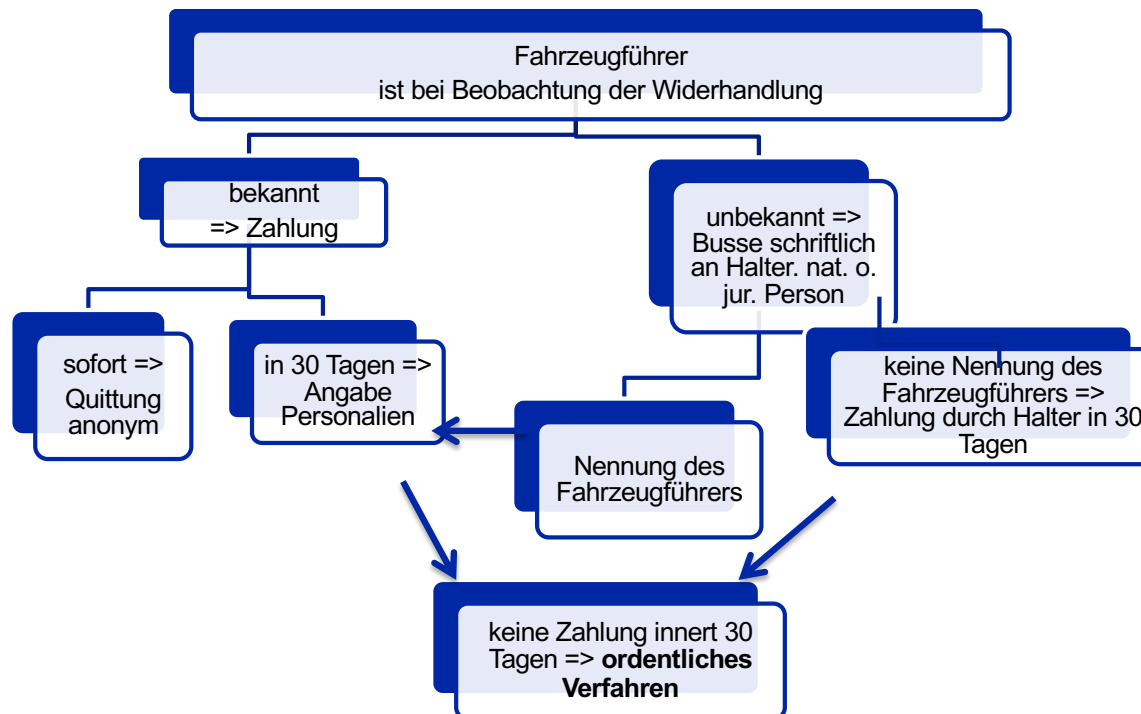 Fahrzeugführer
ist bei Beobachtung der Widerhandlung
bekannt
=> Zahlung
unbekannt =>
Busse schriftlich
an Halter. nat. o.
jur. Person
sofort =>
Quittung
anonym
in 30 Tagen =>
Angabe
Personalien
Nennung des
Fahrzeugführers
keine Nennung des
Fahrzeugführers =>
Zahlung durch Halter in 30
Tagen
keine Zahlung innert 30
Tagen => ordentliches
Verfahren